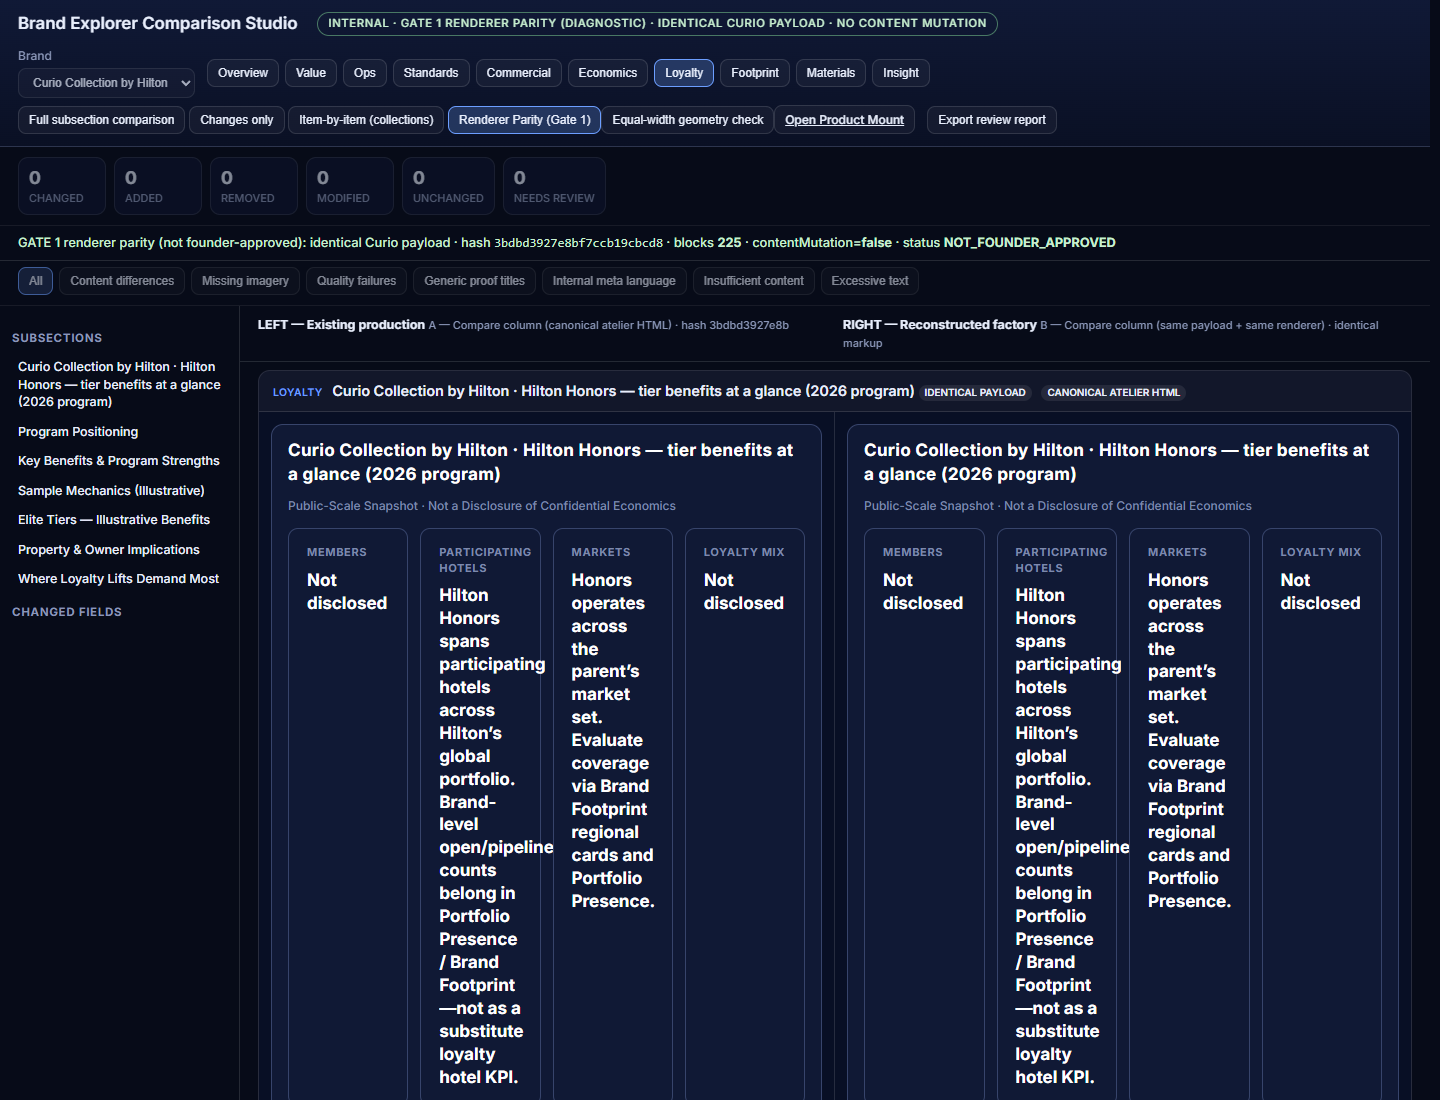 Brand Explorer Comparison Studio
INTERNAL · GATE 1 RENDERER PARITY (DIAGNOSTIC) · IDENTICAL CURIO PAYLOAD · NO CONTENT MUTATION
Brand
Curio Collection by Hilton
Overview
Value
Ops
Standards
Commercial
Economics
Loyalty
Footprint
Materials
Insight
Full subsection comparison
Changes only
Item-by-item (collections)
Renderer Parity (Gate 1)
Equal-width geometry check
Open Product Mount
Export review report
0
CHANGED
0
ADDED
0
REMOVED
0
MODIFIED
0
UNCHANGED
0
NEEDS REVIEW
GATE 1 renderer parity (not founder-approved): identical Curio payload · hash 3bdbd3927e8bf7ccb19cbcd8 · blocks 225 · contentMutation=false · status NOT_FOUNDER_APPROVED
All
Content differences
Missing imagery
Quality failures
Generic proof titles
Internal meta language
Insufficient content
Excessive text
SUBSECTIONS
Curio Collection by Hilton · Hilton
Honors — tier benefits at a glance
(2026 program)
Program Positioning
Key Benefits & Program Strengths
Sample Mechanics (Illustrative)
Elite Tiers — Illustrative Benefits
Property & Owner Implications
Where Loyalty Lifts Demand Most
CHANGED FIELDS
LEFT — Existing production A — Compare column (canonical atelier HTML) · hash 3bdbd3927e8b
RIGHT — Reconstructed factory B — Compare column (same payload + same renderer) · identical
markup
LOYALTY Curio Collection by Hilton · Hilton Honors — tier benefits at a glance (2026 program) IDENTICAL PAYLOAD CANONICAL ATELIER HTML
Curio Collection by Hilton · Hilton Honors — tier benefits at
a glance (2026 program)
Public-Scale Snapshot · Not a Disclosure of Confidential Economics
MEMBERS
Not
disclosed
PARTICIPATING
HOTELS
Hilton
Honors
spans
participating
hotels
across
Hilton’s
global
portfolio.
Brand-
level
open/pipeline
counts
belong in
Portfolio
Presence
/ Brand
Footprint
—not as a
substitute
loyalty
hotel KPI.
MARKETS
Honors
operates
across
the
parent’s
market
set.
Evaluate
coverage
via Brand
Footprint
regional
cards and
Portfolio
Presence.
LOYALTY MIX
Not
disclosed
Curio Collection by Hilton · Hilton Honors — tier benefits at
a glance (2026 program)
Public-Scale Snapshot · Not a Disclosure of Confidential Economics
MEMBERS
Not
disclosed
PARTICIPATING
HOTELS
Hilton
Honors
spans
participating
hotels
across
Hilton’s
global
portfolio.
Brand-
level
open/pipeline
counts
belong in
Portfolio
Presence
/ Brand
Footprint
—not as a
substitute
loyalty
hotel KPI.
MARKETS
Honors
operates
across
the
parent’s
market
set.
Evaluate
coverage
via Brand
Footprint
regional
cards and
Portfolio
Presence.
LOYALTY MIX
Not
disclosed